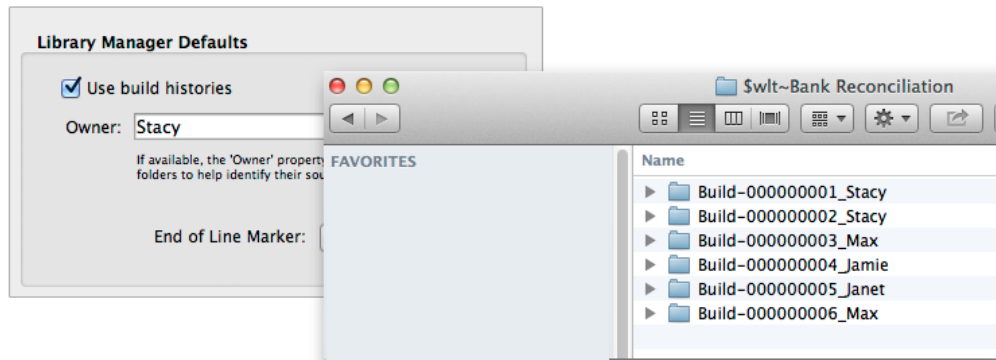 Library Manager Defaults
Use build histories
Owner: Stacy
If available, the 'Owner' property
folders to help identify their
End of Line Marker:
$wlt~Bank Reconciliation
FAVORITES
Name
Build-000000001_Stacy
Build-000000002_Stacy
Build-000000003_Max
Build-000000004_Jamie
Build-000000005_Janet
Build-000000006_Max